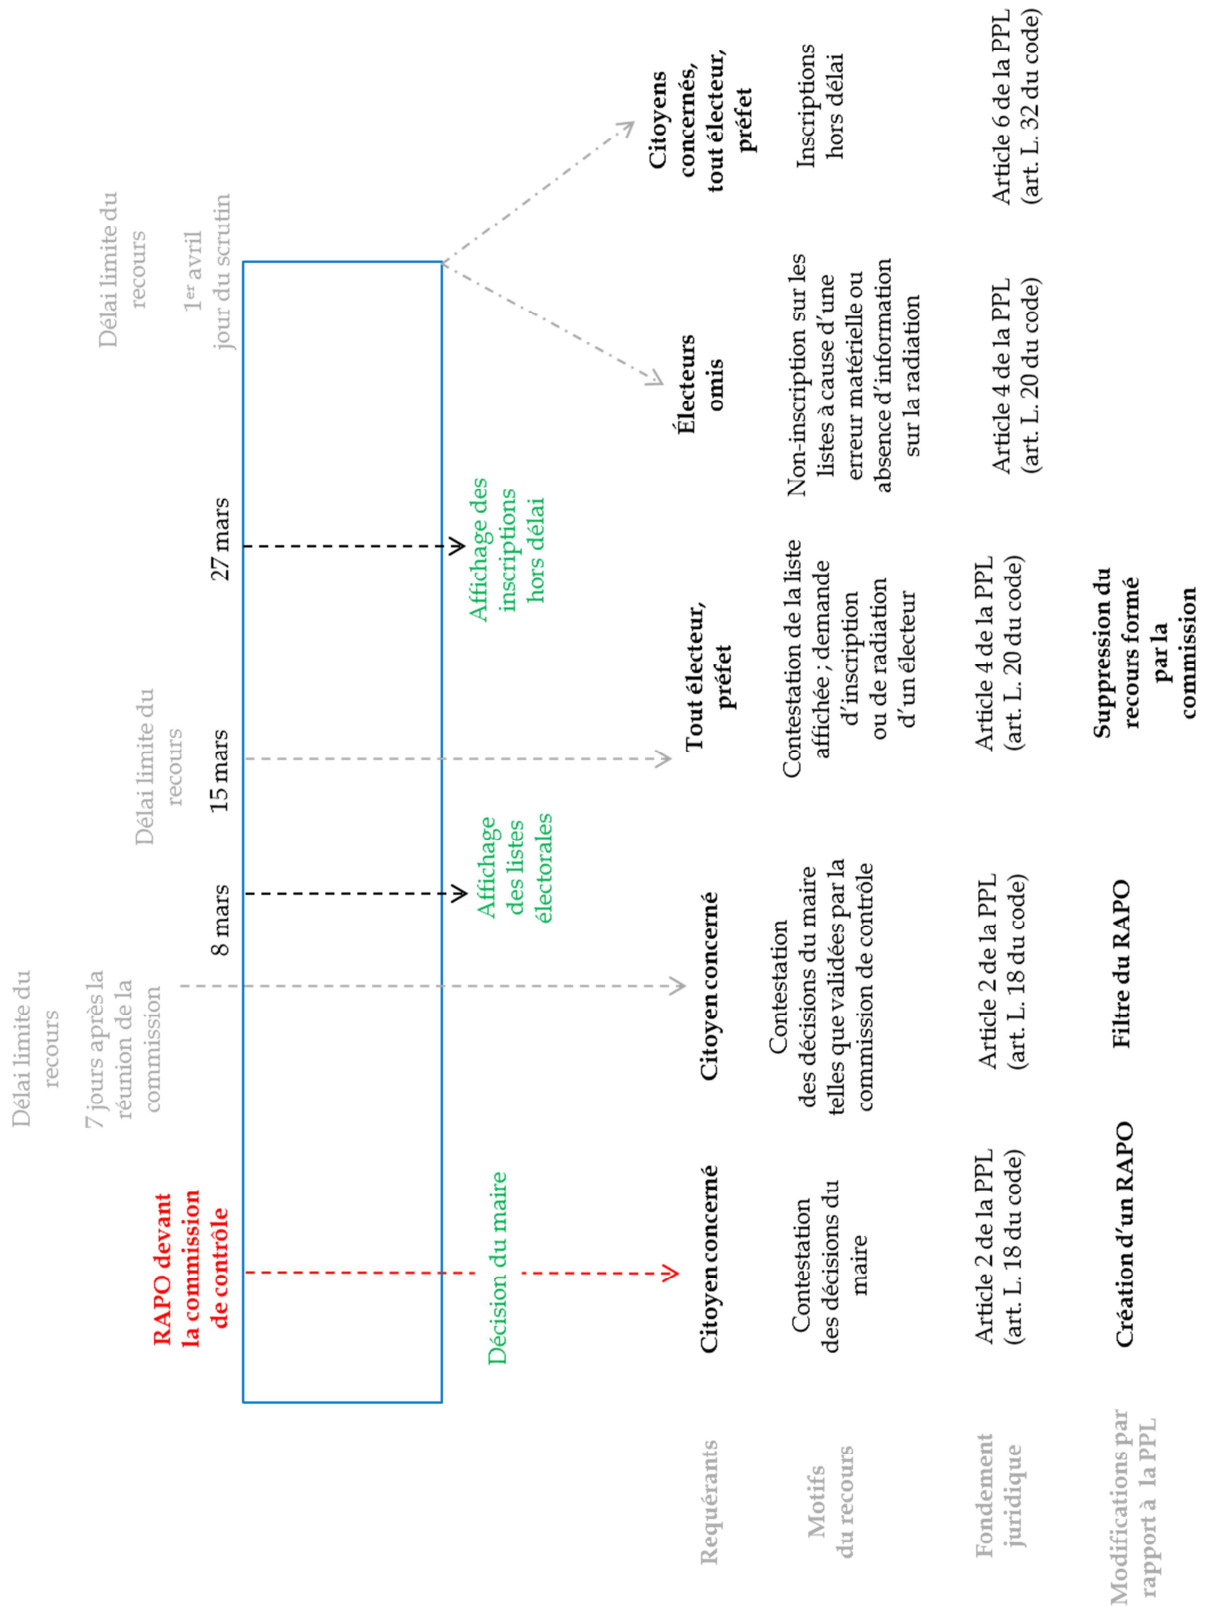 Délai limite du
recours
7 jours après la
réunion de la
commission
Délai limite du
recours
Délai limite du
recours
1er avril
jour du scrutin
RAPO devant
la commission
de contrôle
8 mars
15 mars
27 mars
Décision du maire
Affichage
des listes
électorales
Affichage des
inscriptions
hors délai
Requérants
Citoyen concerné
Citoyen concerné
Tout électeur,
préfet
Électeurs
omis
Citoyens
concernés,
tout électeur,
préfet
Motifs
du recours
Contestation
des décisions du
maire
Contestation
des décisions du maire
telles que validées par la
commission de contrôle
Contestation de la liste
affichée ; demande
d'inscription
ou de radiation
d'un électeur
Non-inscription sur les
listes à cause d'une
erreur matérielle ou
absence d'information
sur la radiation
Inscriptions
hors délai
Fondement
juridique
Article 2 de la PPL
(art. L. 18 du code)
Article 2 de la PPL
(art. L. 18 du code)
Article 4 de la PPL
(art. L. 20 du code)
Article 4 de la PPL
(art. L. 20 du code)
Article 6 de la PPL
(art. L. 32 du code)
Modifications par
rapport à la PPL
Création d'un RAPO
Filtre du RAPO
Suppression du
recours formé
par la
commission